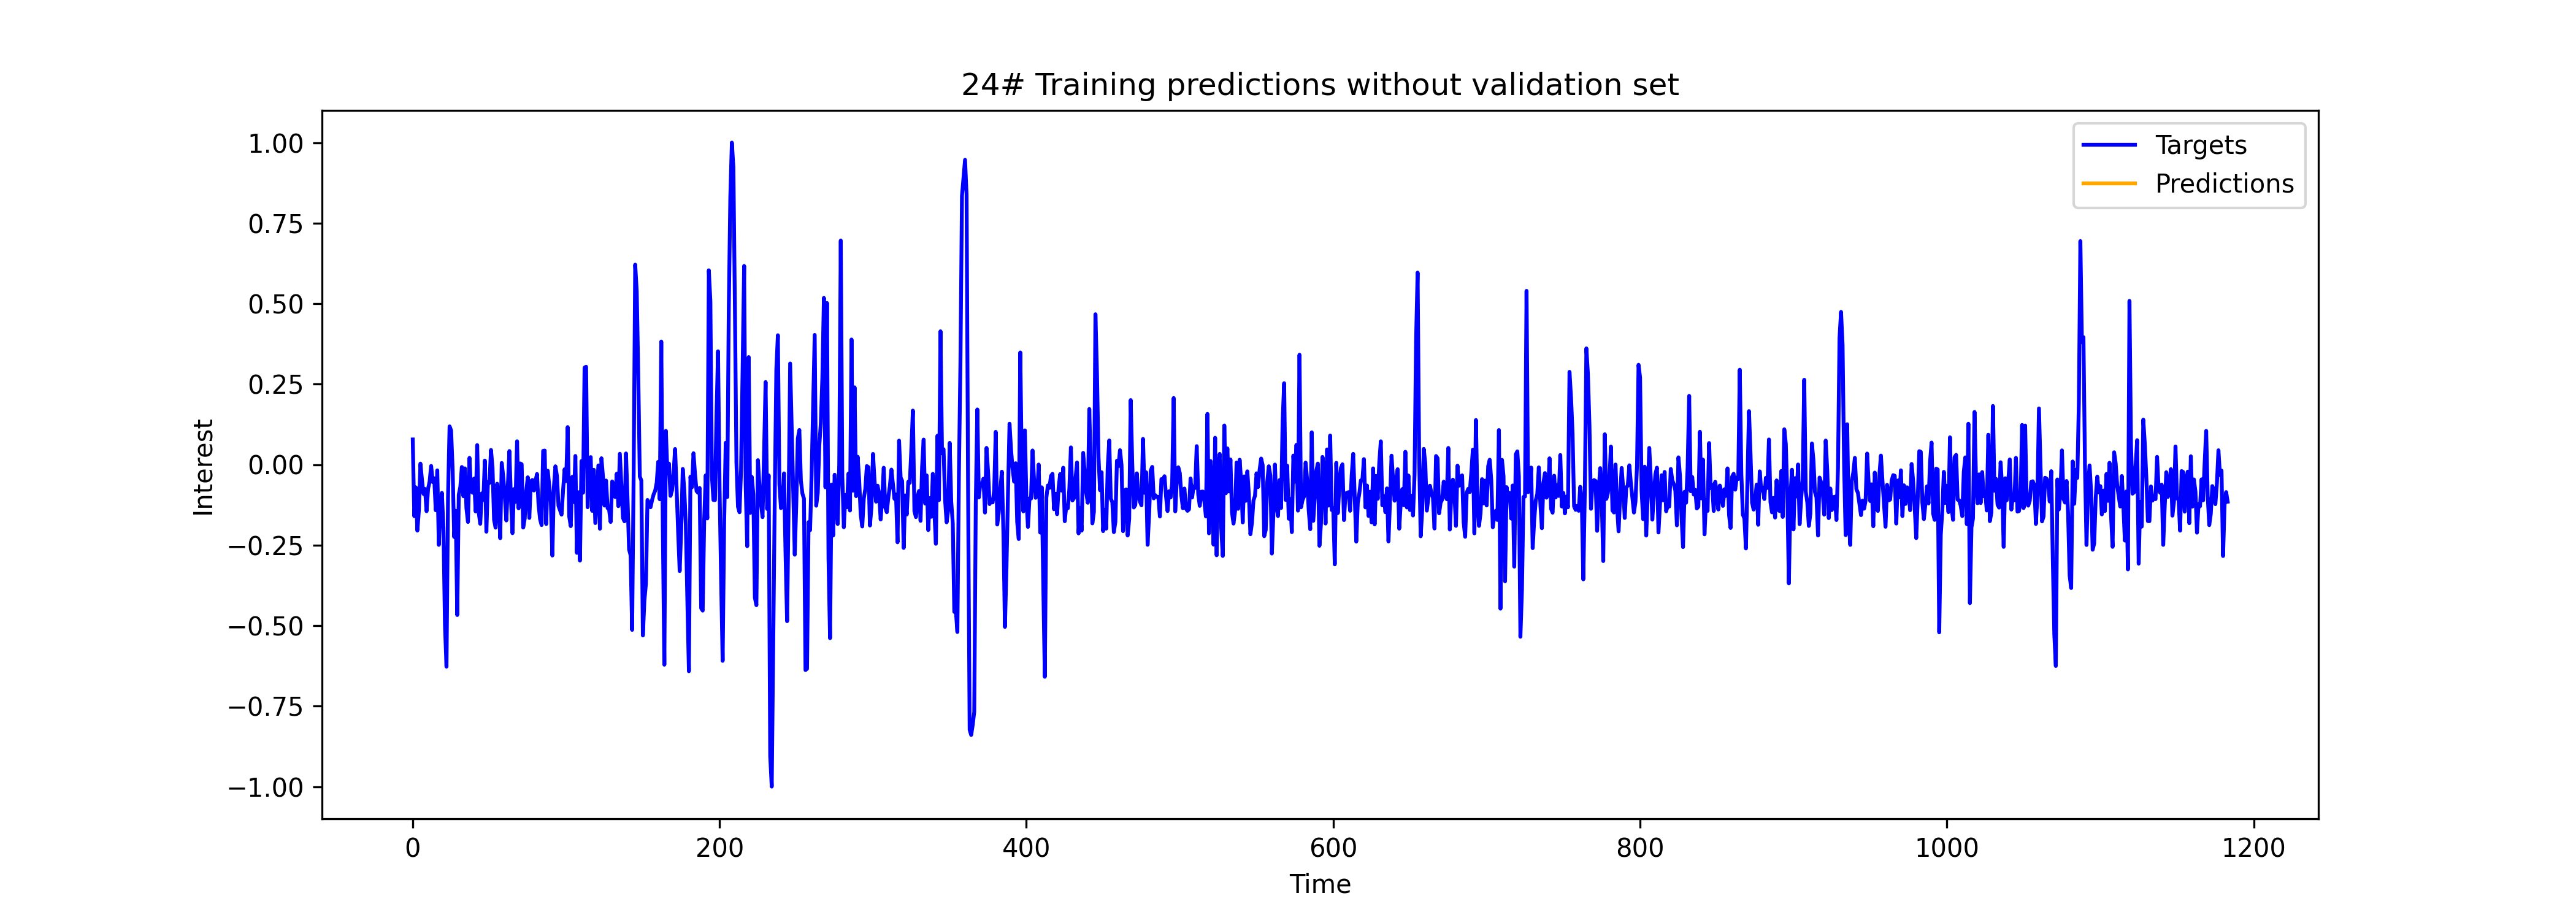 24# Training predictions without validation set
Targets
Predictions
1.00
0.75
0.50
0.25
0.00
−0.25
−0.50
−0.75
−1.00
Interest
0 200 400 600 800 1000 1200
Time